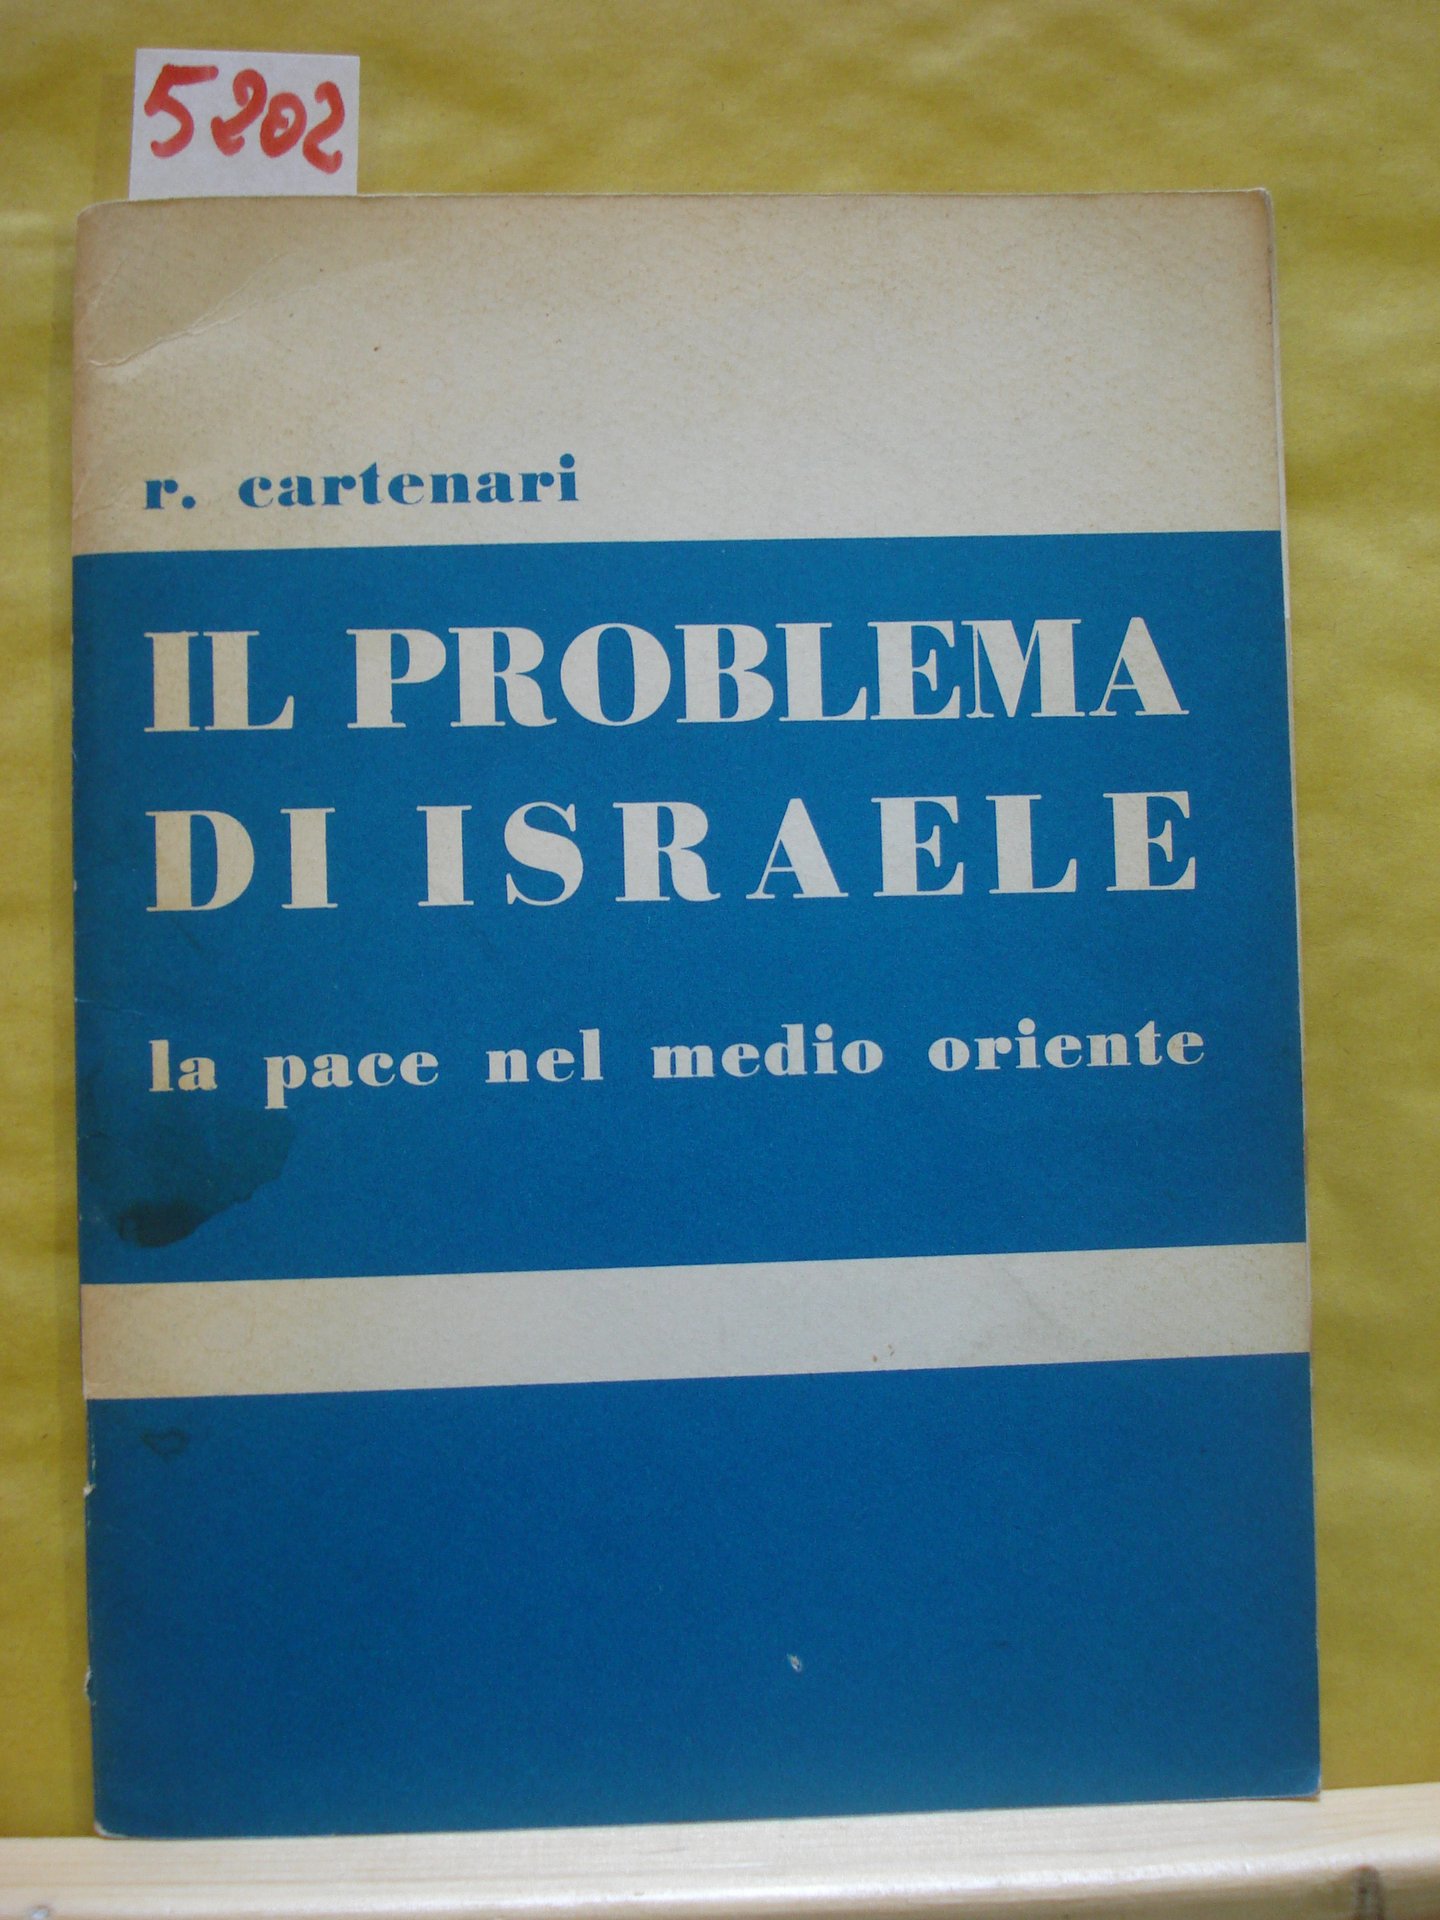 5202
r. cartenari
IL PROBLEMA
DI ISRAELE
la pace nel medio oriente